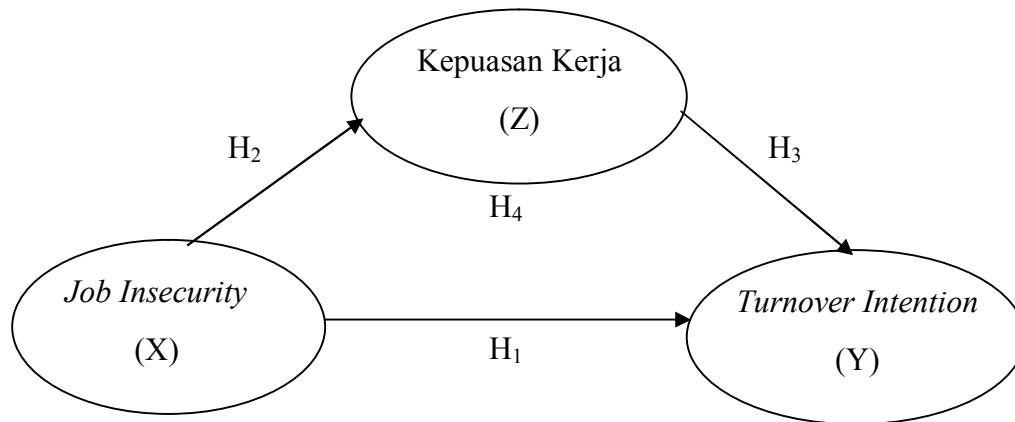 Kepuasan Kerja
(Z)
H₂
H₃
H₄
Job Insecurity
(X)
H₁
Turnover Intention
(Y)